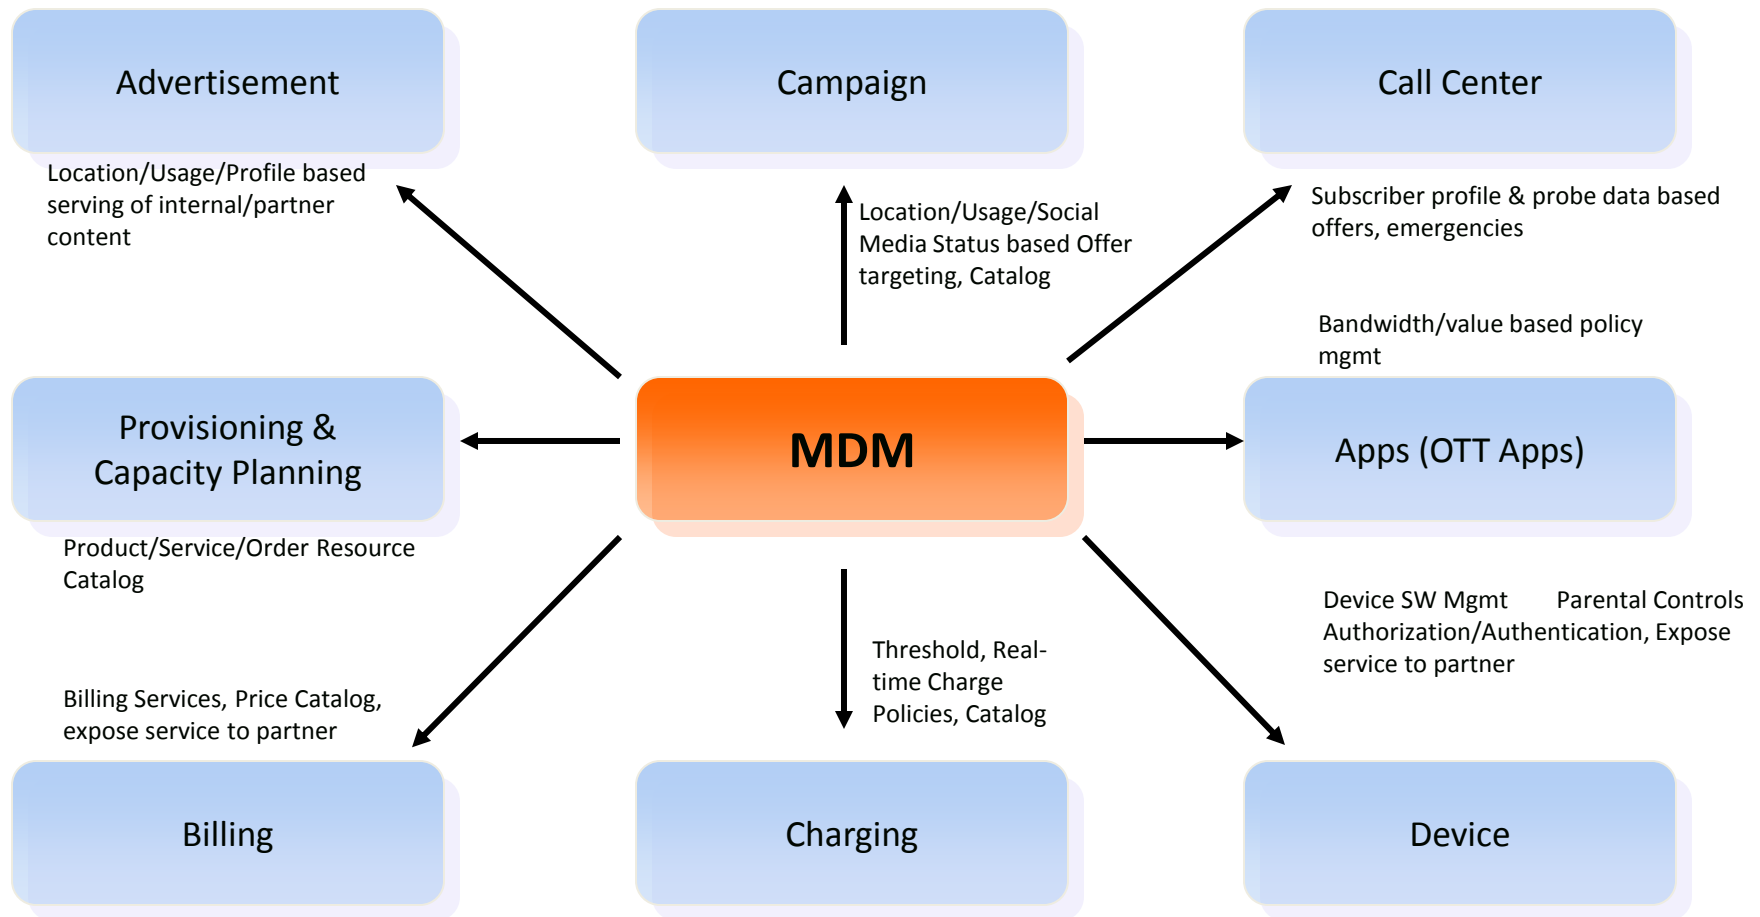 Advertisement
Campaign
Call Center
Location/Usage/Profile based
serving of internal/partner
content
Location/Usage/Social
Media Status based Offer
targeting, Catalog
Subscriber profile & probe data based
offers, emergencies
Bandwidth/value based policy
mgmt
Provisioning &
Capacity Planning
MDM
Apps (OTT Apps)
Product/Service/Order Resource
Catalog
Device SW Mgmt Parental Controls
Authorization/Authentication, Expose
service to partner
Threshold, Real-
time Charge
Policies, Catalog
Billing Services, Price Catalog,
expose service to partner
Billing
Charging
Device